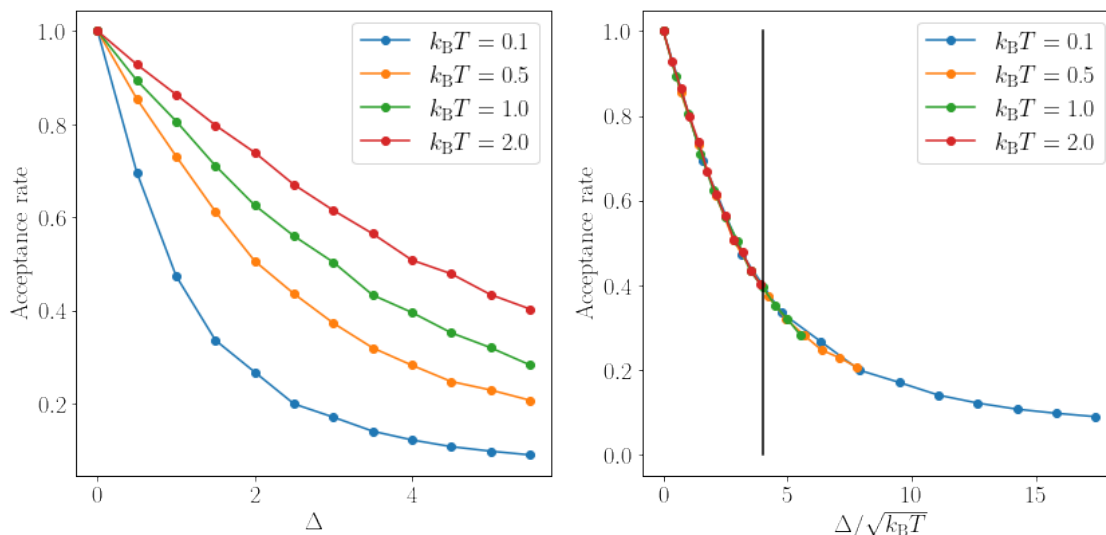 1.0
0.8
0.6
0.4
0.2
Acceptance rate
0
2
4
Δ
k_B T = 0.1
k_B T = 0.5
k_B T = 1.0
k_B T = 2.0
1.0
0.8
0.6
0.4
0.2
0.0
Acceptance rate
0
5
10
15
Δ/√k_B T
k_B T = 0.1
k_B T = 0.5
k_B T = 1.0
k_B T = 2.0